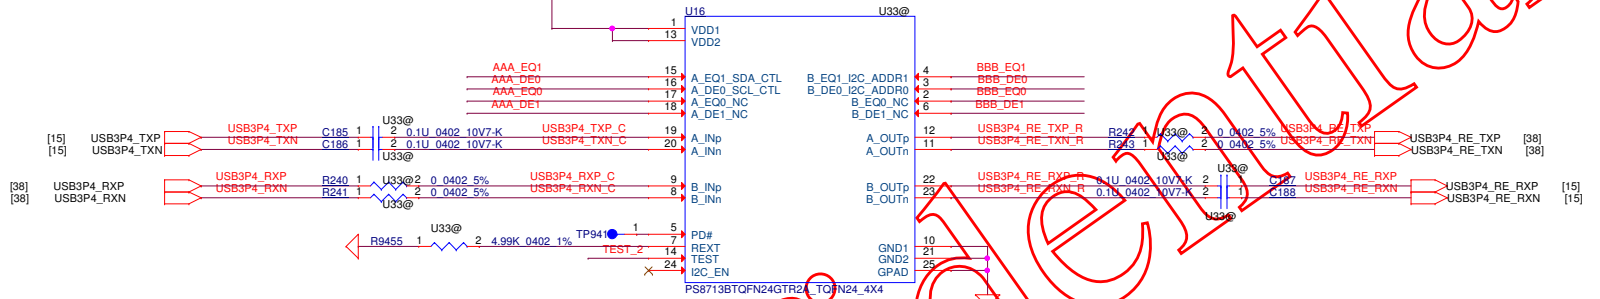 U16 U33@
1 VDD1
13 VDD2
AAA_EQ1 15 A_EQ1_SDA_CTL B_EQ1_I2C_ADDR1 4 BBB_EQ1
AAA_DE0 16 A_DE0_SCL_CTL B_DE0_I2C_ADDR0 3 BBB_DE0
AAA_EQ0 17 A_EQ0_NC B_EQ0_NC 2 BBB_EQ0
AAA_DE1 18 A_DE1_NC B_DE1_NC 6 BBB_DE1
U33@
[15] USB3P4_TXP USB3P4_TXP C185 1 2 0.1U_0402_10V7-K USB3P4_TXP_C 19 A_INp A_OUTp 12 USB3P4_RE_TXP_R R242 1 U33@ 2 0_0402_5% USB3P4_RE_TXP USB3P4_RE_TXP [38]
[15] USB3P4_TXN USB3P4_TXN C186 1 2 0.1U_0402_10V7-K USB3P4_TXN_C 20 A_INn A_OUTn 11 USB3P4_RE_TXN_R R243 1 2 0_0402_5% USB3P4_RE_TXN USB3P4_RE_TXN [38]
U33@ U33@
U33@
[38] USB3P4_RXP USB3P4_RXP R240 1 2 0_0402_5% USB3P4_RXP_C 9 B_INp B_OUTp 22 USB3P4_RE_RXP_R 0.1U_0402_10V7-K 2 1 C187 USB3P4_RE_RXP USB3P4_RE_RXP [15]
[38] USB3P4_RXN USB3P4_RXN R241 1 2 0_0402_5% USB3P4_RXN_C 8 B_INn B_OUTn 23 USB3P4_RE_RXN_R 0.1U_0402_10V7-K 2 1 C188 USB3P4_RE_RXN USB3P4_RE_RXN [15]
U33@ U33@
TP941 1 5 PD#
R9455 1 U33@ 2 4.99K_0402_1% 7 REXT GND1 10
TEST_2 14 TEST GND2 21
24 I2C_EN GPAD 25
PS8713BTQFN24GTR2A_TQFN24_4X4